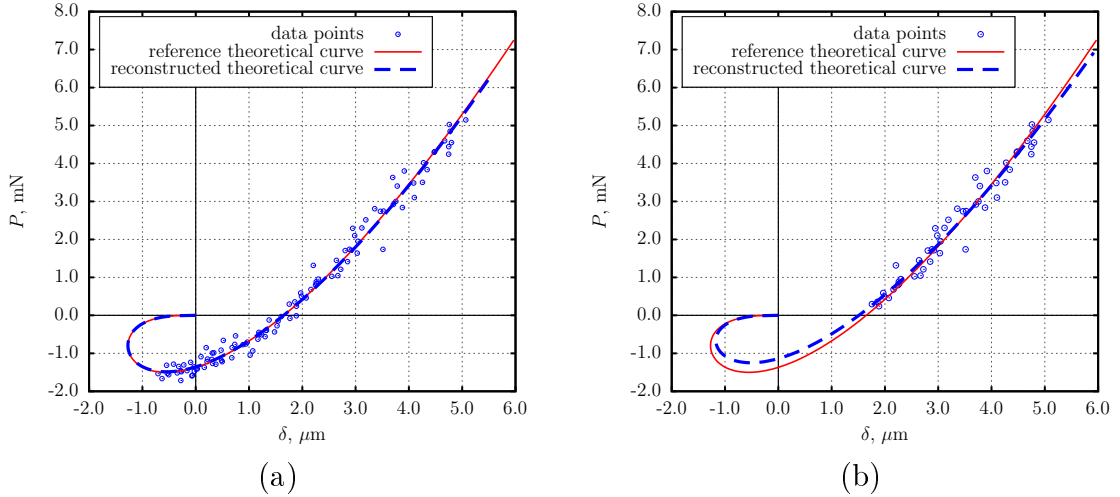 data points
reference theoretical curve
reconstructed theoretical curve
8.0
7.0
6.0
5.0
4.0
3.0
2.0
1.0
0.0
-1.0
-2.0
P, mN
-2.0 -1.0 0.0 1.0 2.0 3.0 4.0 5.0 6.0
δ, μm
(a)
data points
reference theoretical curve
reconstructed theoretical curve
8.0
7.0
6.0
5.0
4.0
3.0
2.0
1.0
0.0
-1.0
-2.0
P, mN
-2.0 -1.0 0.0 1.0 2.0 3.0 4.0 5.0 6.0
δ, μm
(b)